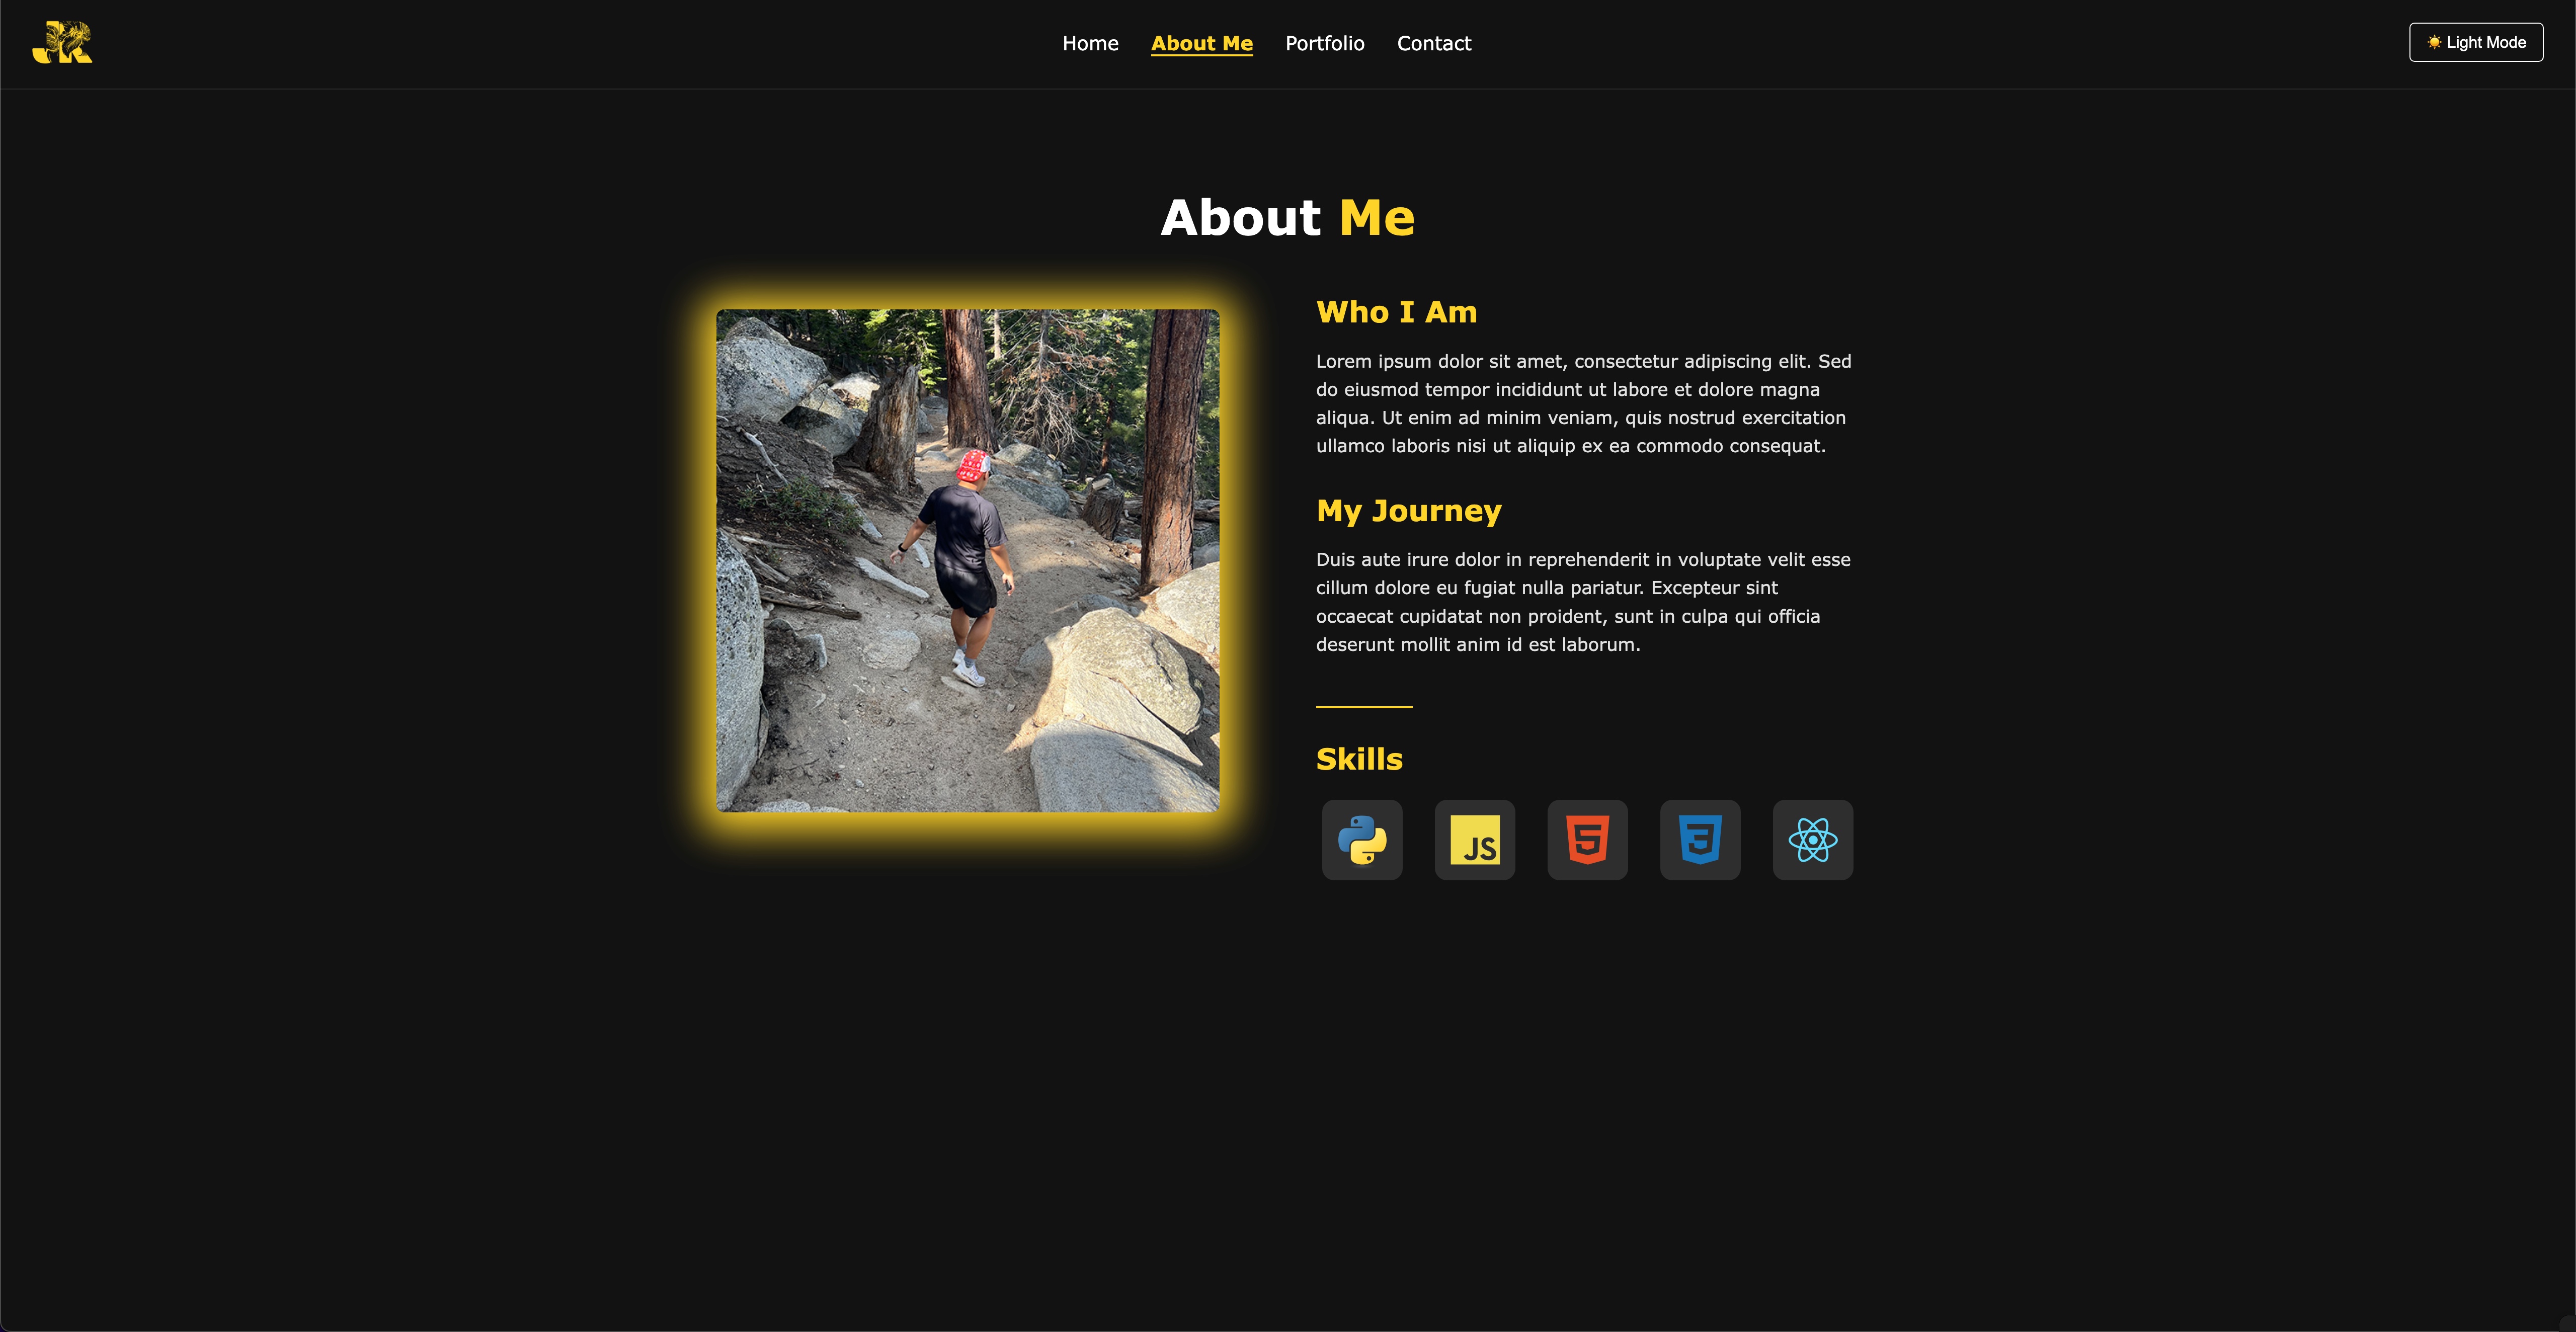 JR
Home About Me Portfolio Contact
☀️ Light Mode
About Me
Who I Am
Lorem ipsum dolor sit amet, consectetur adipiscing elit. Sed
do eiusmod tempor incididunt ut labore et dolore magna
aliqua. Ut enim ad minim veniam, quis nostrud exercitation
ullamco laboris nisi ut aliquip ex ea commodo consequat.
My Journey
Duis aute irure dolor in reprehenderit in voluptate velit esse
cillum dolore eu fugiat nulla pariatur. Excepteur sint
occaecat cupidatat non proident, sunt in culpa qui officia
deserunt mollit anim id est laborum.
Skills
JS 5 3